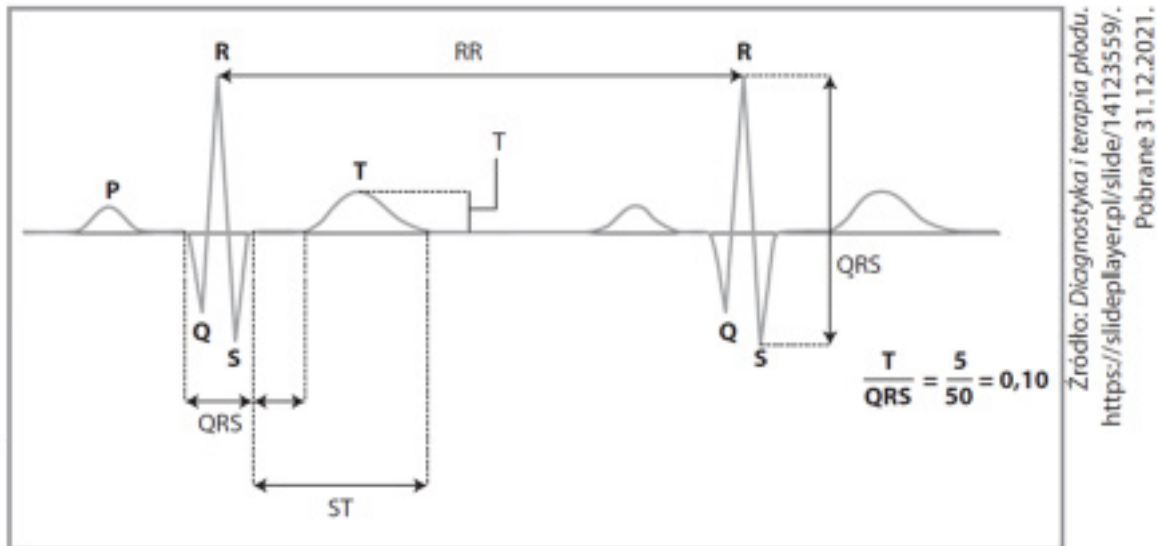 R
RR
R
T
T
P
QRS
Q
S
Q
S
T
QRS
=
5
50
= 0,10
QRS
ST
Źródło: Diagnostyka i terapia płodu.
https://slidepllayer.pl/slide/14123559/.
Pobrane 31.12.2021.